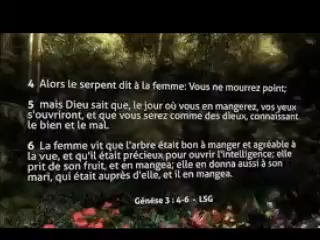 4 Alors le serpent dit à la femme: Vous ne mourrez point;
5 mais Dieu sait que, le jour où vous en mangerez, vos yeux
s'ouvriront, et que vous serez comme des dieux, connaissant
le bien et le mal.
6 La femme vit que l'arbre était bon à manger et agréable à
la vue, et qu'il était précieux pour ouvrir l'intelligence; elle
prit de son fruit, et en mangea; elle en donna aussi à son
mari, qui était auprès d'elle, et il en mangea.
Génèse 3 : 4-6 - LSG